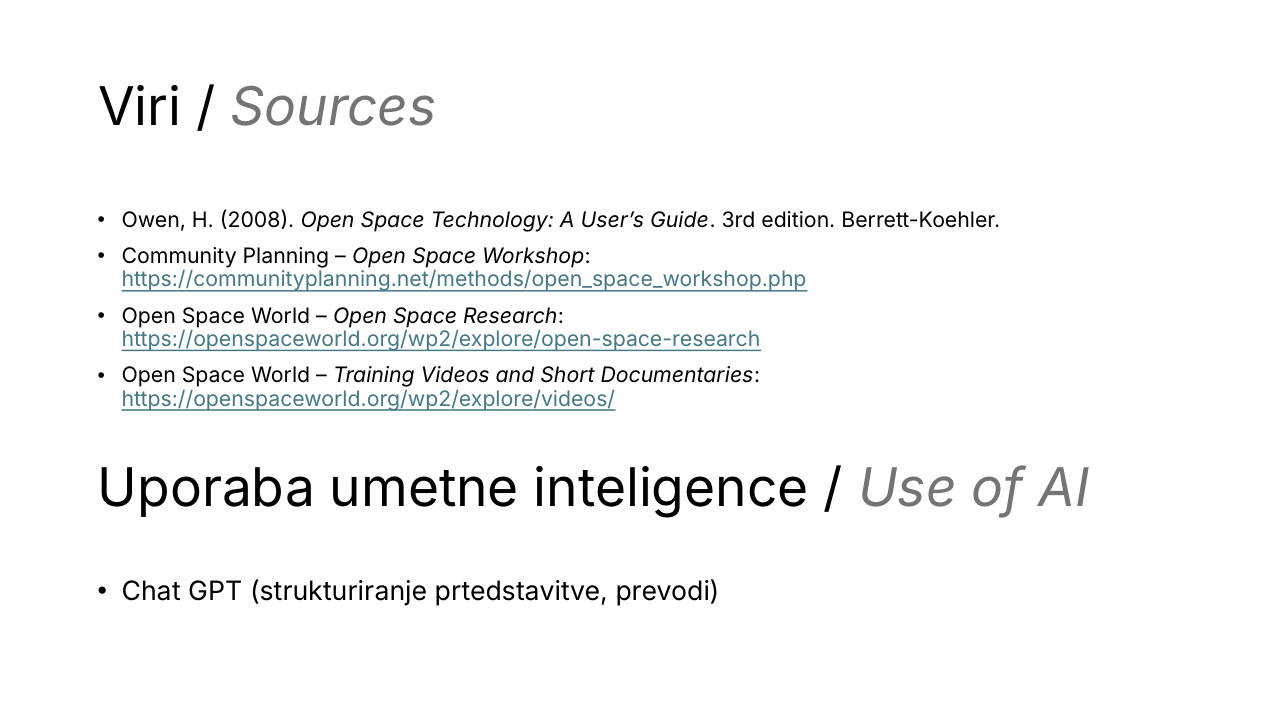 Viri / Sources
• Owen, H. (2008). Open Space Technology: A User’s Guide. 3rd edition. Berrett-Koehler.
• Community Planning – Open Space Workshop:
https://communityplanning.net/methods/open_space_workshop.php
• Open Space World – Open Space Research:
https://openspaceworld.org/wp2/explore/open-space-research
• Open Space World – Training Videos and Short Documentaries:
https://openspaceworld.org/wp2/explore/videos/
Uporaba umetne inteligence / Use of AI
• Chat GPT (strukturiranje prtedstavitve, prevodi)